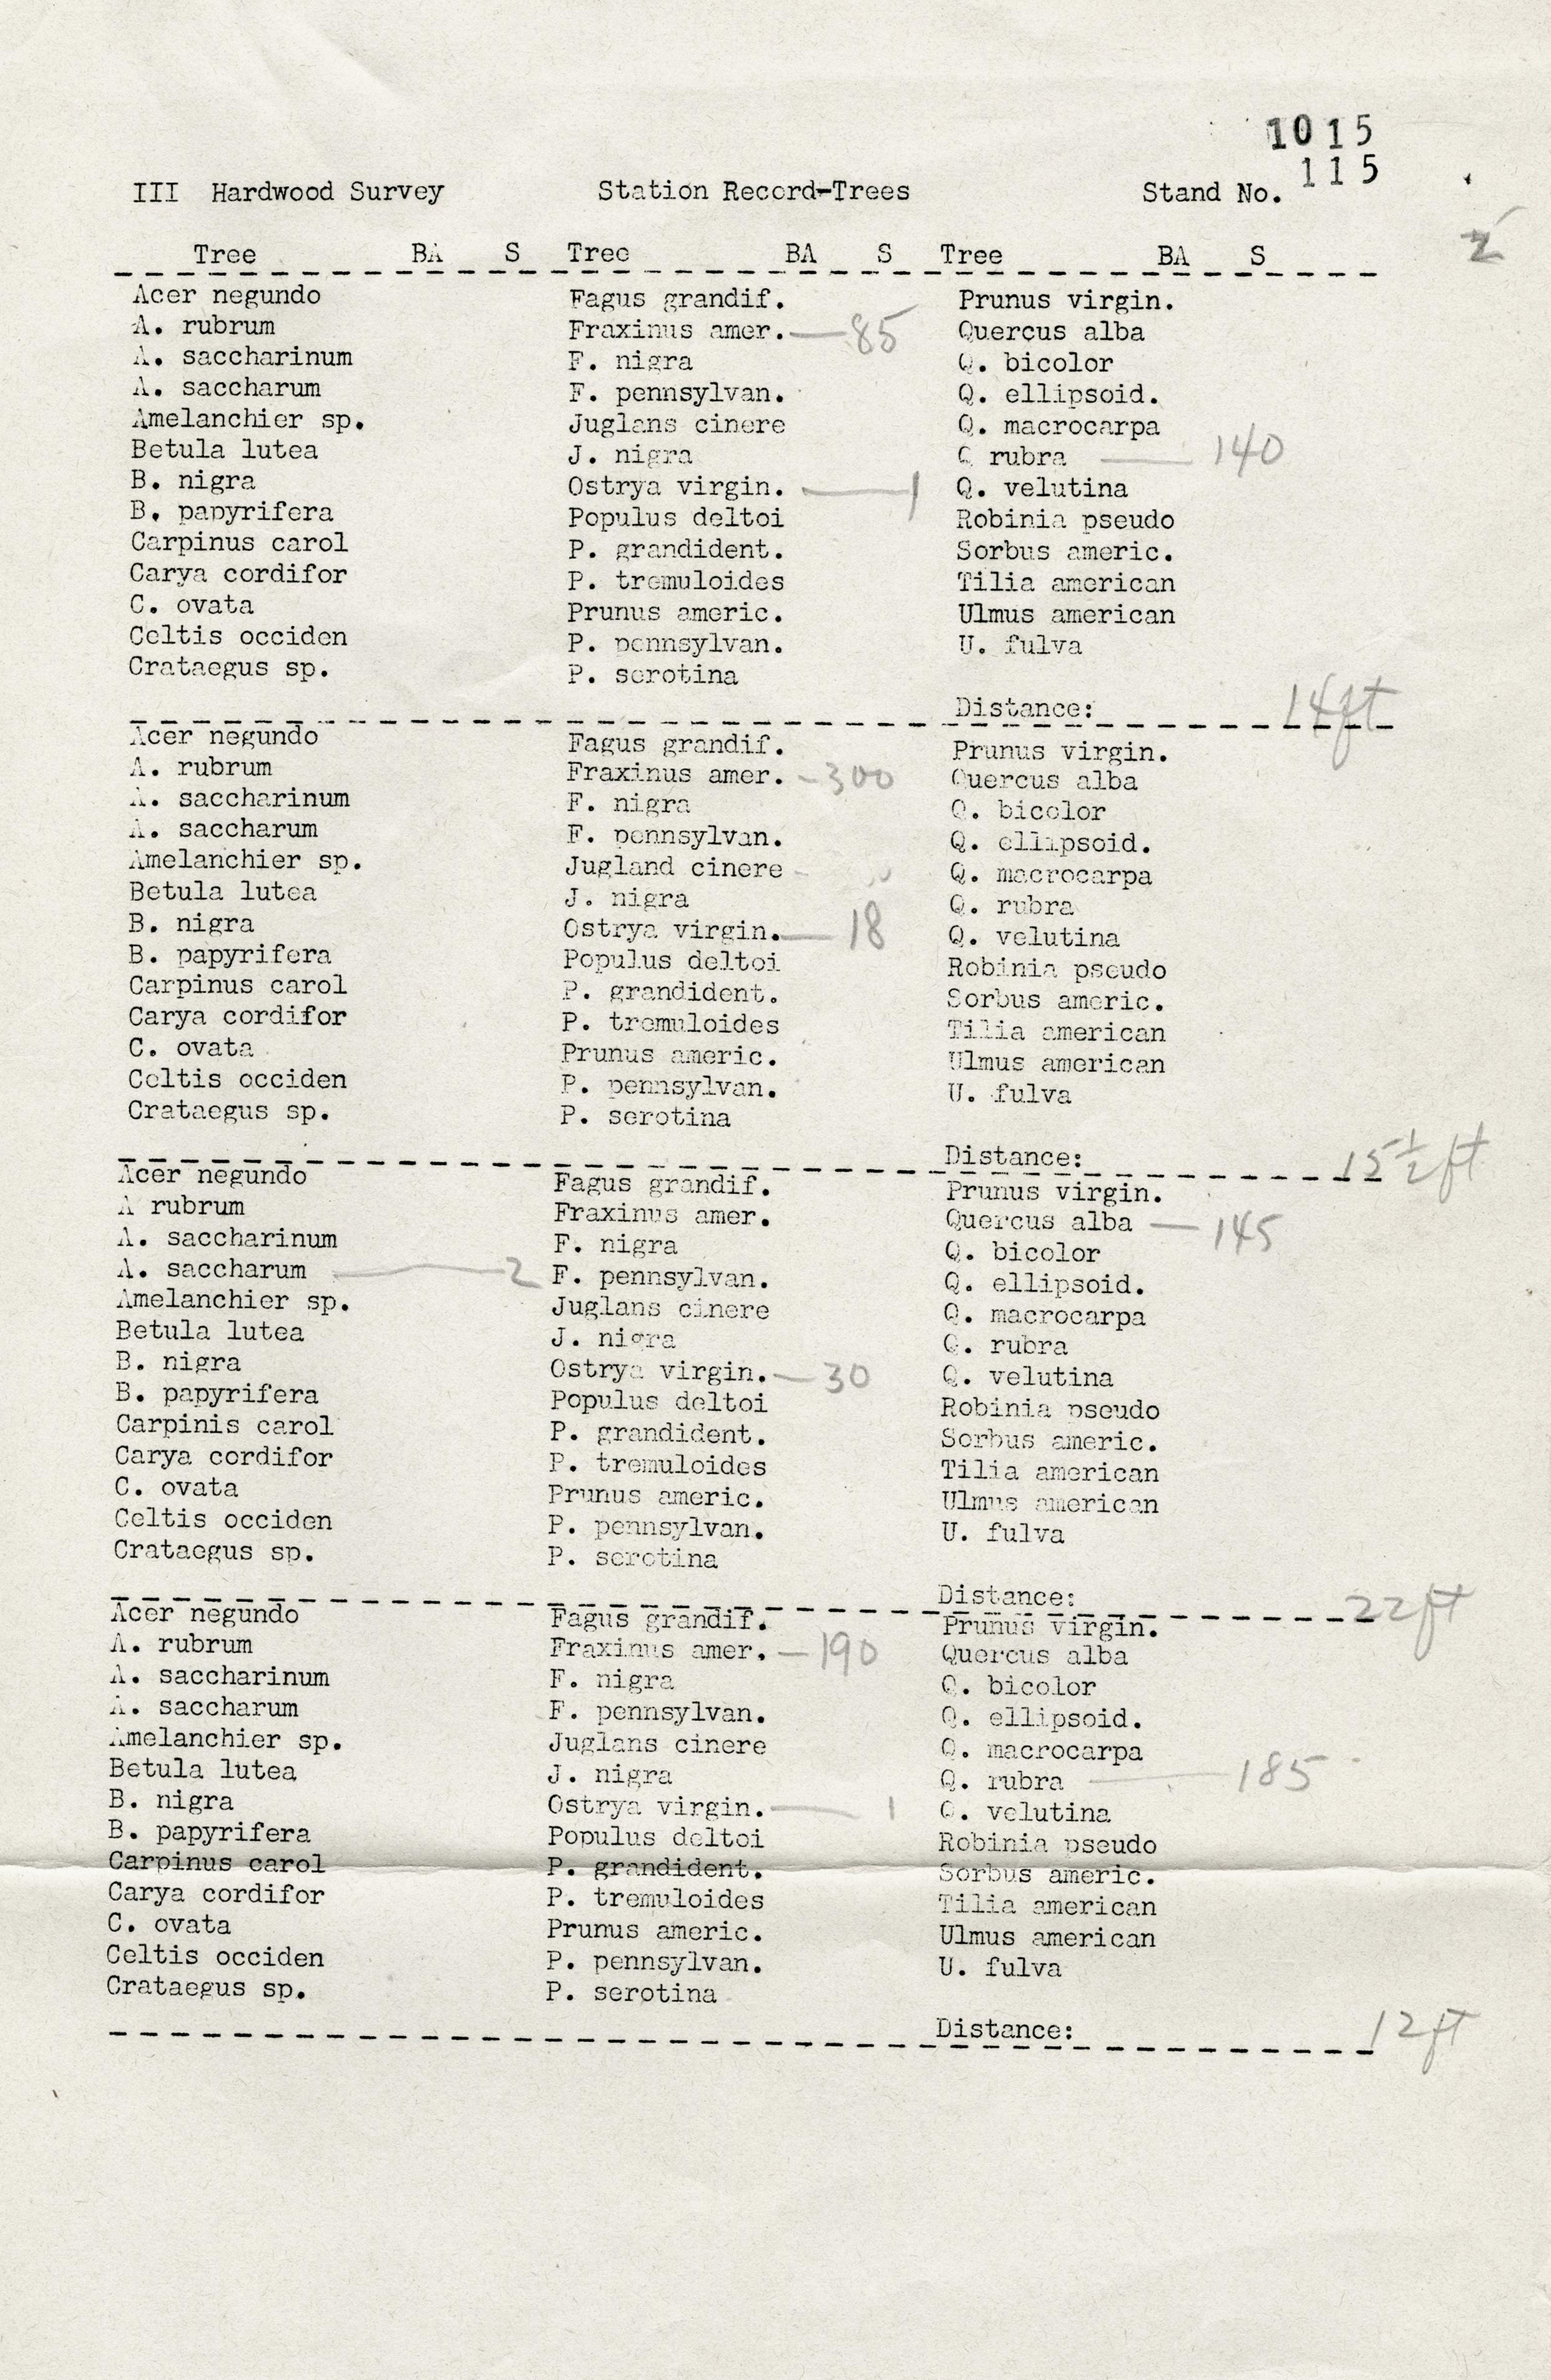 1015
115
III Hardwood Survey Station Record-Trees Stand No.
2
Tree BA S Tree BA S Tree BA S
Acer negundo Fagus grandif. Prunus virgin.
A. rubrum Fraxinus amer. — 85 Quercus alba
A. saccharinum F. nigra Q. bicolor
A. saccharum F. pennsylvan. Q. ellipsoid.
Amelanchier sp. Juglans cinere Q. macrocarpa
Betula lutea J. nigra Q rubra — 140
B. nigra Ostrya virgin. — 1 Q. velutina
B. papyrifera Populus deltoi Robinia pseudo
Carpinus carol P. grandident. Sorbus americ.
Carya cordifor P. tremuloides Tilia american
C. ovata Prunus americ. Ulmus american
Celtis occiden P. pennsylvan. U. fulva
Crataegus sp. P. serotina
Distance: 14ft
Acer negundo Fagus grandif. Prunus virgin.
A. rubrum Fraxinus amer. - 300 Quercus alba
A. saccharinum F. nigra Q. bicolor
A. saccharum F. pennsylvan. Q. ellipsoid.
Amelanchier sp. Jugland cinere Q. macrocarpa
Betula lutea J. nigra Q. rubra
B. nigra Ostrya virgin. — 18 Q. velutina
B. papyrifera Populus deltoi Robinia pseudo
Carpinus carol P. grandident. Sorbus americ.
Carya cordifor P. tremuloides Tilia american
C. ovata Prunus americ. Ulmus american
Celtis occiden P. pennsylvan. U. fulva
Crataegus sp. P. serotina
Distance: 15 1/2 ft
Acer negundo Fagus grandif. Prunus virgin.
A rubrum Fraxinus amer. Quercus alba — 145
A. saccharinum F. nigra Q. bicolor
A. saccharum — 2 F. pennsylvan. Q. ellipsoid.
Amelanchier sp. Juglans cinere Q. macrocarpa
Betula lutea J. nigra Q. rubra
B. nigra Ostrya virgin. — 30 Q. velutina
B. papyrifera Populus deltoi Robinia pseudo
Carpinis carol P. grandident. Sorbus americ.
Carya cordifor P. tremuloides Tilia american
C. ovata Prunus americ. Ulmus american
Celtis occiden P. pennsylvan. U. fulva
Crataegus sp. P. serotina
Distance: 22ft
Acer negundo Fagus grandif. Prunus virgin.
A. rubrum Fraxinus amer. — 190 Quercus alba
A. saccharinum F. nigra Q. bicolor
A. saccharum F. pennsylvan. Q. ellipsoid.
Amelanchier sp. Juglans cinere Q. macrocarpa
Betula lutea J. nigra Q. rubra — 185
B. nigra Ostrya virgin. — 1 Q. velutina
B. papyrifera Populus deltoi Robinia pseudo
Carpinus carol P. grandident. Sorbus americ.
Carya cordifor P. tremuloides Tilia american
C. ovata Prunus americ. Ulmus american
Celtis occiden P. pennsylvan. U. fulva
Crataegus sp. P. serotina
Distance: 12ft